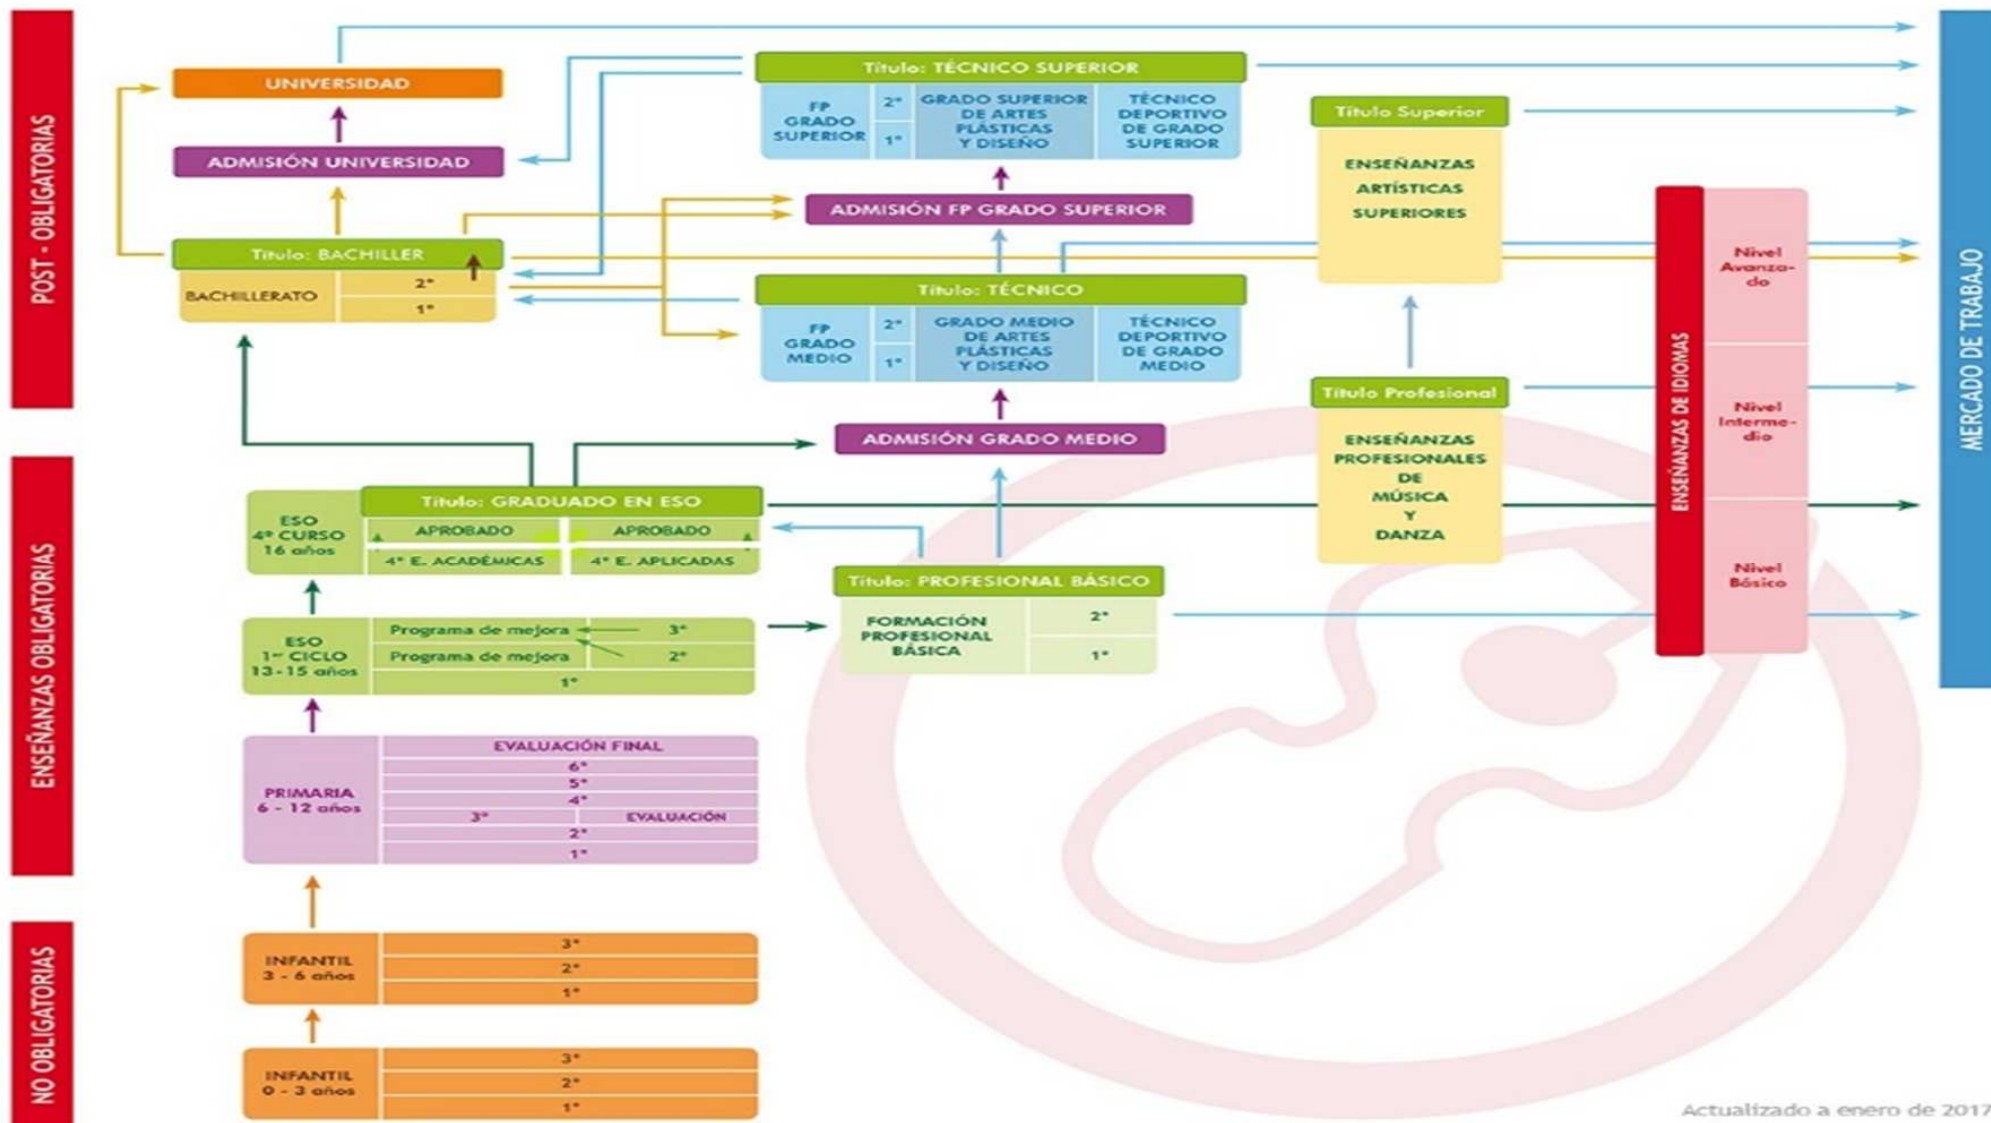 POST - OBLIGATORIAS
ENSEÑANZAS OBLIGATORIAS
NO OBLIGATORIAS
UNIVERSIDAD
ADMISIÓN UNIVERSIDAD
Título: BACHILLER
BACHILLERATO
2º
1º
Título: TÉCNICO SUPERIOR
FP
GRADO
SUPERIOR
2º
1º
GRADO SUPERIOR
DE ARTES
PLÁSTICAS
Y DISEÑO
TÉCNICO
DEPORTIVO
DE GRADO
SUPERIOR
ADMISIÓN FP GRADO SUPERIOR
Título: TÉCNICO
FP
GRADO
MEDIO
2º
1º
GRADO MEDIO
DE ARTES
PLÁSTICAS
Y DISEÑO
TÉCNICO
DEPORTIVO
DE GRADO
MEDIO
ADMISIÓN GRADO MEDIO
Título Superior
ENSEÑANZAS
ARTÍSTICAS
SUPERIORES
Título Profesional
ENSEÑANZAS
PROFESIONALES
DE
MÚSICA
Y
DANZA
ENSEÑANZAS DE IDIOMAS
Nivel
Avanza-
do
Nivel
Interme-
dio
Nivel
Básico
MERCADO DE TRABAJO
ESO
4º CURSO
16 años
Título: GRADUADO EN ESO
APROBADO
APROBADO
4º E. ACADÉMICAS
4º E. APLICADAS
Título: PROFESIONAL BÁSICO
FORMACIÓN
PROFESIONAL
BÁSICA
2º
1º
ESO
1er CICLO
13-15 años
Programa de mejora
3º
Programa de mejora
2º
1º
PRIMARIA
6 - 12 años
EVALUACIÓN FINAL
6º
5º
4º
3º EVALUACIÓN
2º
1º
INFANTIL
3 - 6 años
3º
2º
1º
INFANTIL
0 - 3 años
3º
2º
1º
Actualizado a enero de 2017